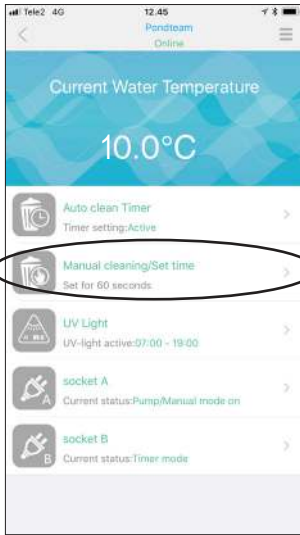 Tele2 4G 12.45
Pondteam
Online
Current Water Temperature
10.0°C
Auto clean Timer
Timer setting:Active
Manual cleaning/Set time
Set for 60 seconds
UV Light
UV-light active:07:00 - 19:00
socket A
A
Current status:Pump/Manual mode on
socket B
B
Current status:Timer mode